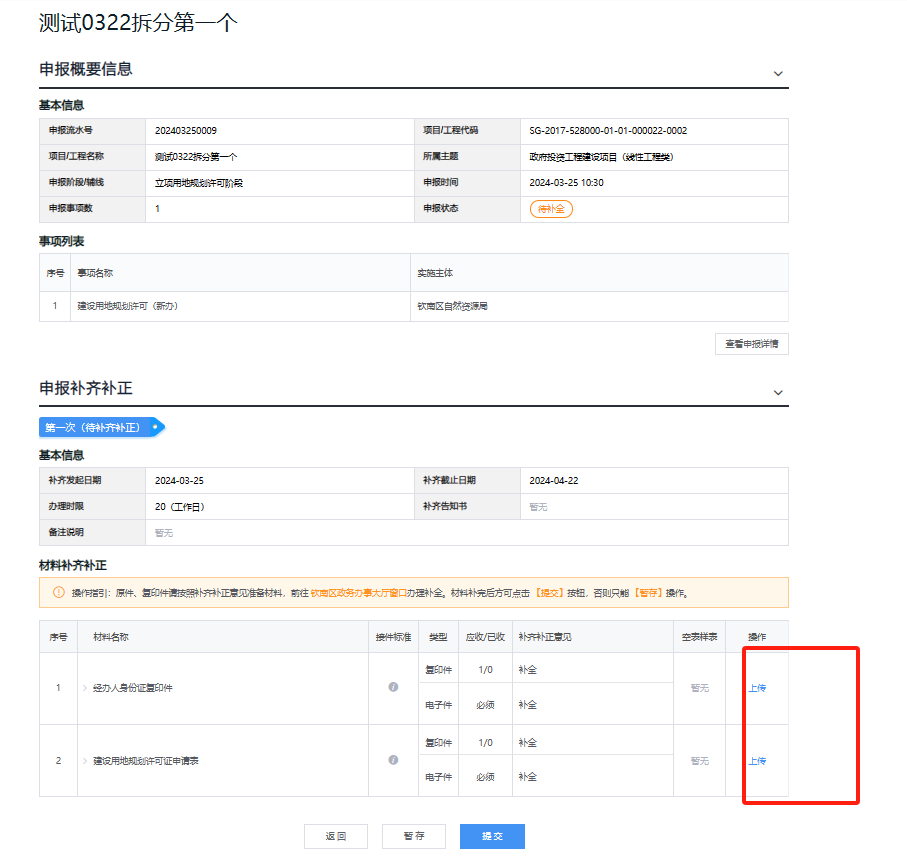 测试0322拆分第一个
申报概要信息
基本信息
申报流水号 202403250009 项目/工程代码 SG-2017-528000-01-01-000022-0002
项目/工程名称 测试0322拆分第一个 所属主题 政府投资工程建设项目（线性工程类）
申报阶段/辅线 立项用地规划许可阶段 申报时间 2024-03-25 10:30
申报事项数 1 申报状态 待补全
事项列表
序号 事项名称 实施主体
1 建设用地规划许可（新办） 钦南区自然资源局
查看申报详情
申报补齐补正
第一次（待补齐补正）
基本信息
补齐发起日期 2024-03-25 补齐截止日期 2024-04-22
办理时限 20（工作日） 补齐告知书 暂无
备注说明 暂无
材料补齐补正
操作指引：原件、复印件请按照补齐补正意见准备材料，前往 钦南区政务办事大厅窗口办理补全。材料补完后方可点击 【提交】按钮，否则只能 【暂存】操作。
序号 材料名称 接件标准 类型 应收/已收 补齐补正意见 空表样表 操作
复印件 1/0 补全
1 经办人身份证复印件 暂无 上传
电子件 必须 补全
复印件 1/0 补全
2 建设用地规划许可证申请表 暂无 上传
电子件 必须 补全
返回 暂存 提交